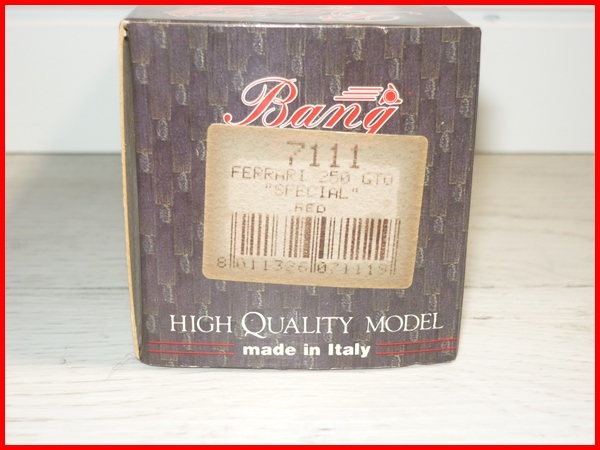 Bang
7111
FERRARI 250 GTO
"SPECIAL"
RED
8 011326 071119
HIGH QUALITY MODEL
made in Italy